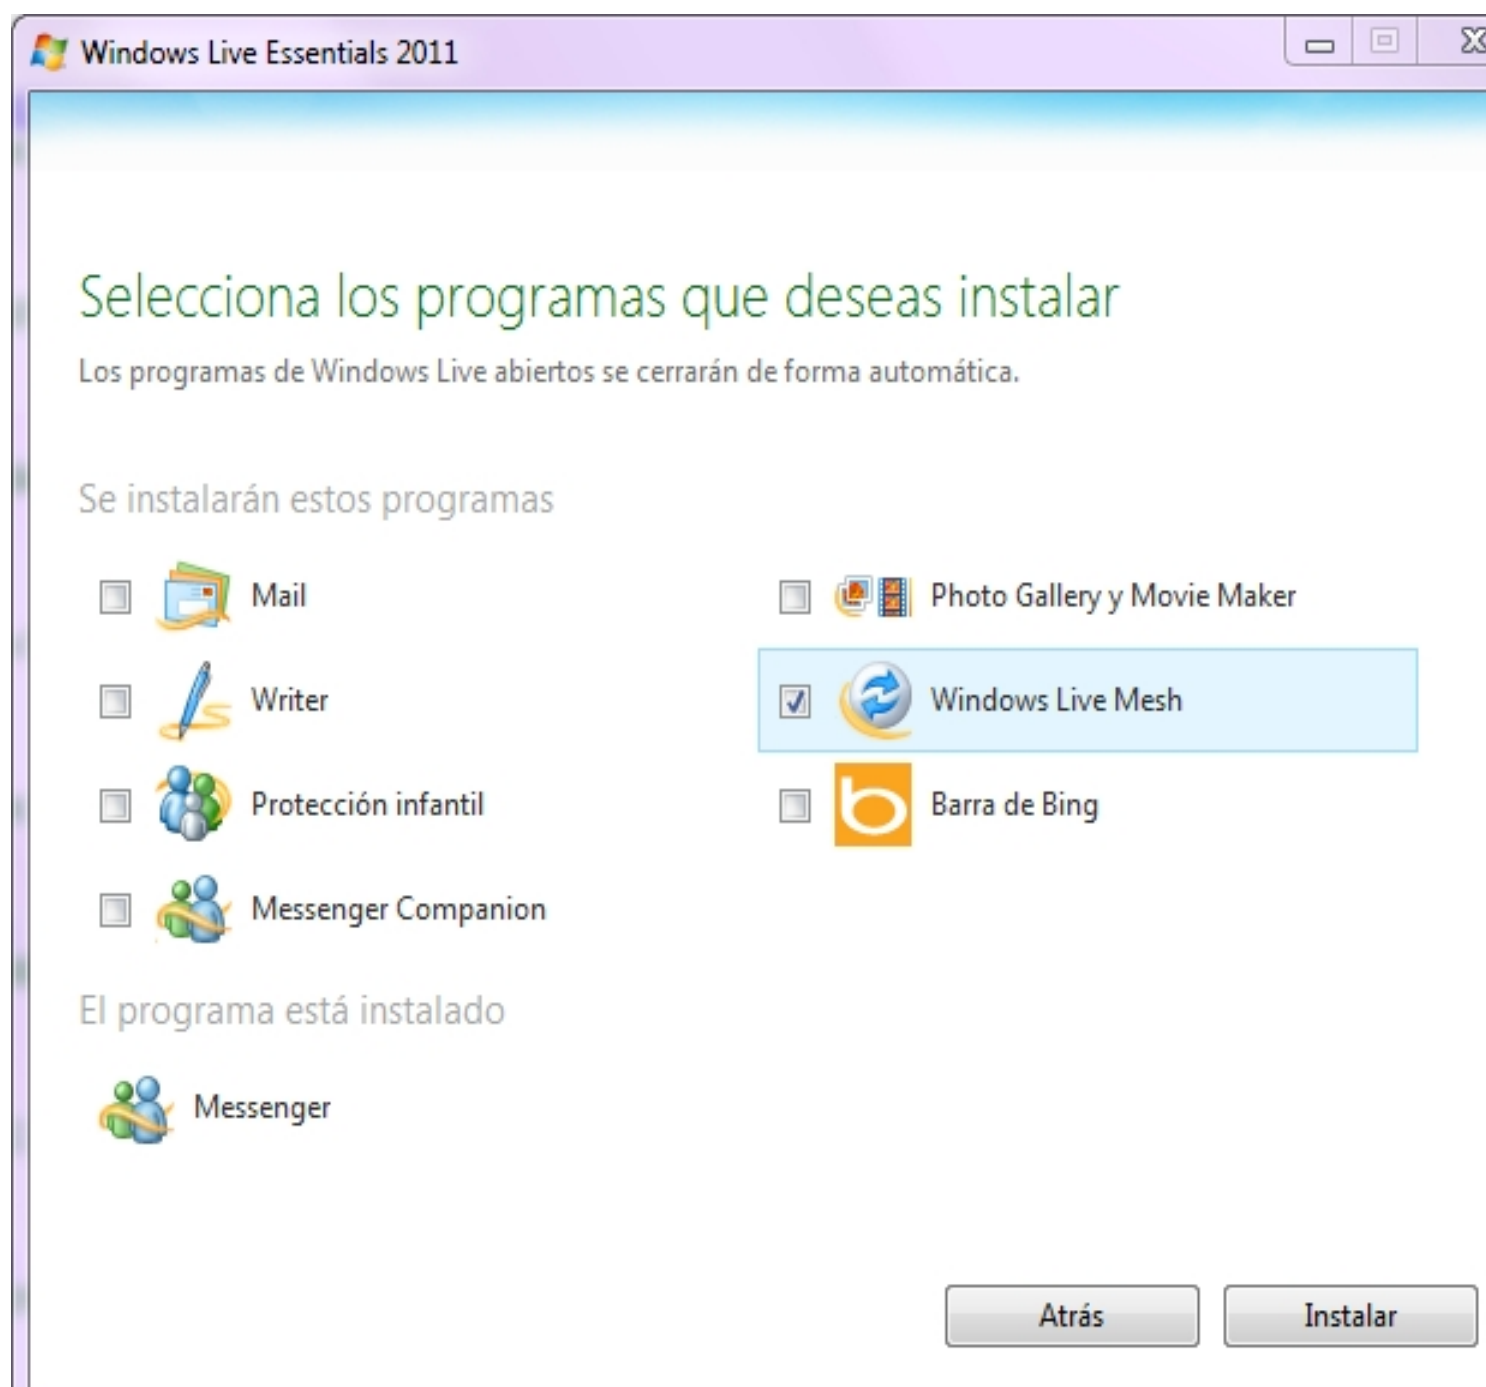 Windows Live Essentials 2011
Selecciona los programas que deseas instalar
Los programas de Windows Live abiertos se cerrarán de forma automática.
Se instalarán estos programas
Mail
Photo Gallery y Movie Maker
Writer
Windows Live Mesh
Protección infantil
Barra de Bing
Messenger Companion
El programa está instalado
Messenger
Atrás
Instalar